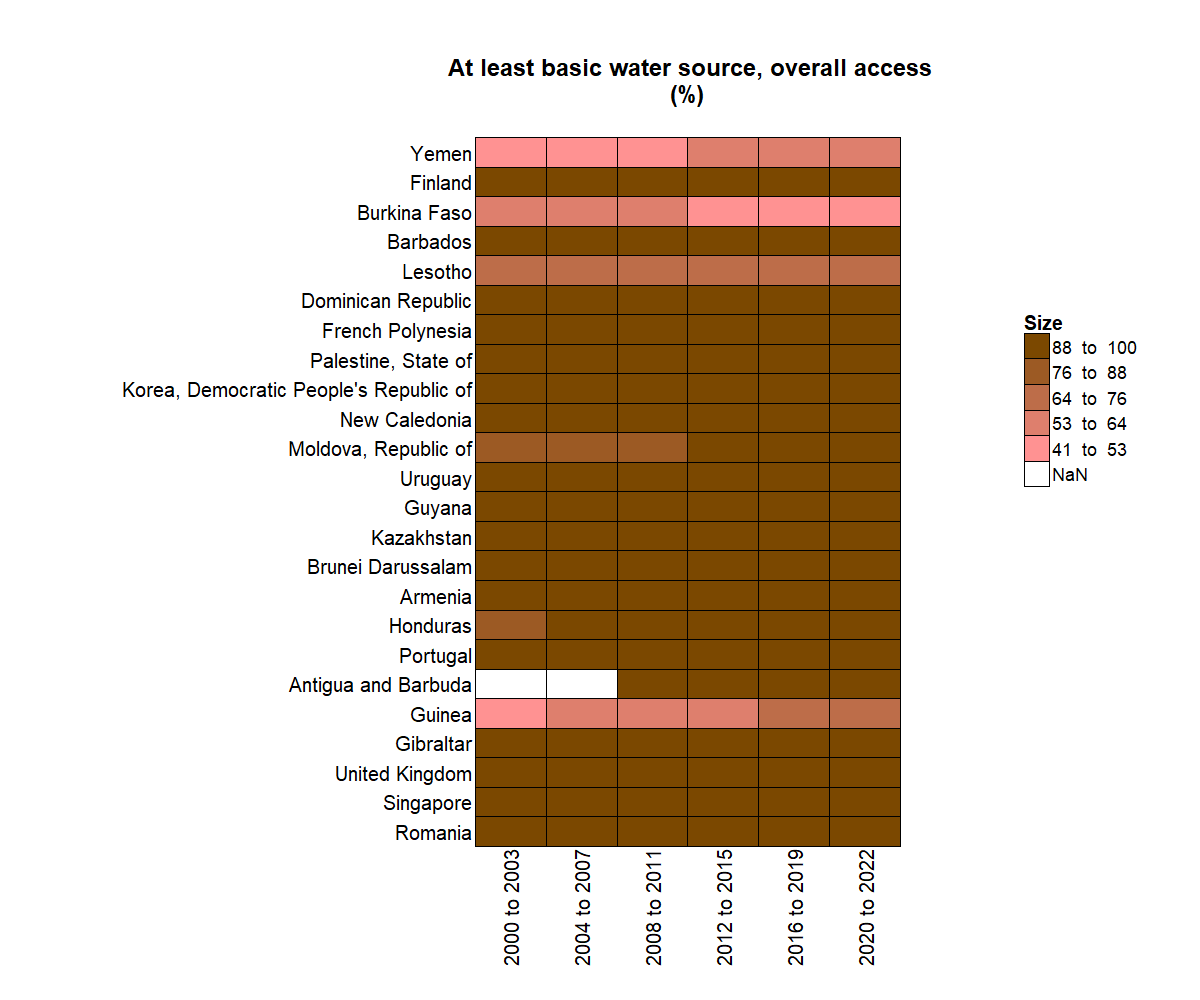 At least basic water source, overall access
(%)
Yemen
Finland
Burkina Faso
Barbados
Lesotho
Dominican Republic
French Polynesia
Palestine, State of
Korea, Democratic People's Republic of
New Caledonia
Moldova, Republic of
Uruguay
Guyana
Kazakhstan
Brunei Darussalam
Armenia
Honduras
Portugal
Antigua and Barbuda
Guinea
Gibraltar
United Kingdom
Singapore
Romania
2000 to 2003
2004 to 2007
2008 to 2011
2012 to 2015
2016 to 2019
2020 to 2022
Size
88 to 100
76 to 88
64 to 76
53 to 64
41 to 53
NaN